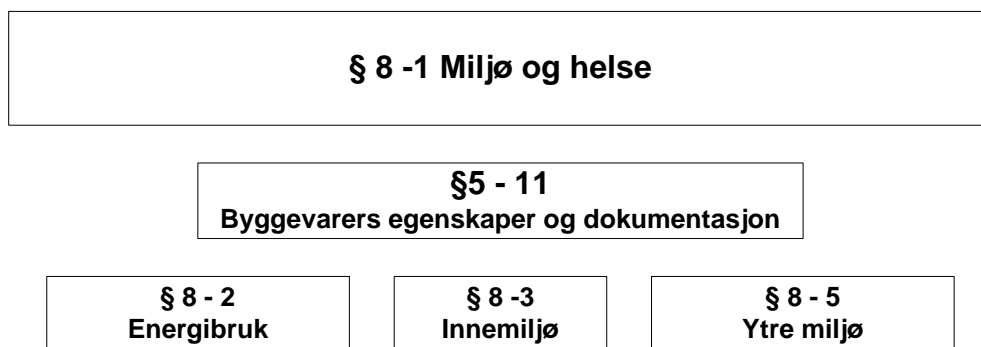 § 8 -1 Miljø og helse
§5 - 11
Byggevarers egenskaper og dokumentasjon
§ 8 - 2
Energibruk
§ 8 -3
Innemiljø
§ 8 - 5
Ytre miljø